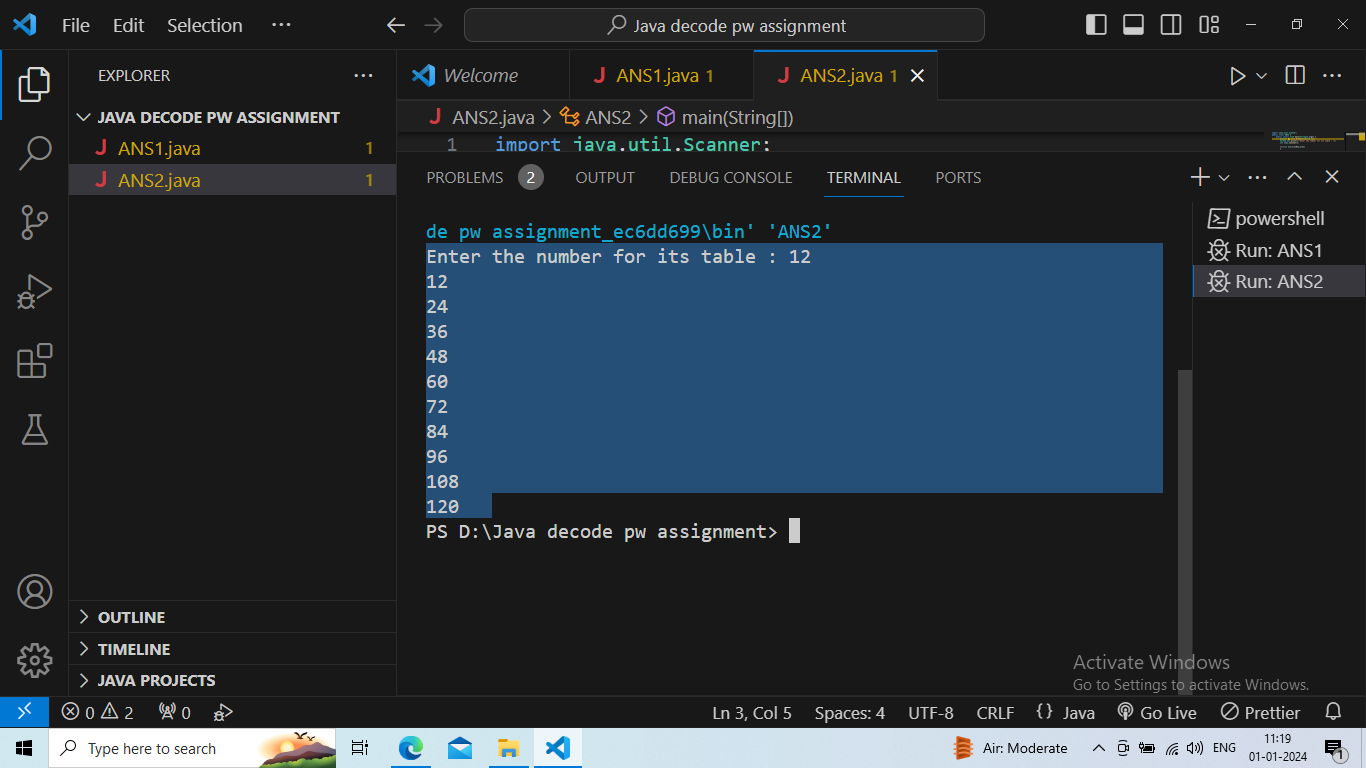 File Edit Selection ···
Java decode pw assignment
EXPLORER ···
JAVA DECODE PW ASSIGNMENT
J ANS1.java 1
J ANS2.java 1
OUTLINE
TIMELINE
JAVA PROJECTS
Welcome
J ANS1.java 1
J ANS2.java 1
J ANS2.java > ANS2 > main(String[])
1 import java.util.Scanner;
PROBLEMS 2 OUTPUT DEBUG CONSOLE TERMINAL PORTS
de pw assignment_ec6dd699\bin' 'ANS2'
Enter the number for its table : 12
12
24
36
48
60
72
84
96
108
120
PS D:\Java decode pw assignment>
powershell
Run: ANS1
Run: ANS2
Activate Windows
Go to Settings to activate Windows.
0 2 0 Ln 3, Col 5 Spaces: 4 UTF-8 CRLF {} Java Go Live Prettier
Type here to search
Air: Moderate
ENG
11:19
01-01-2024
1